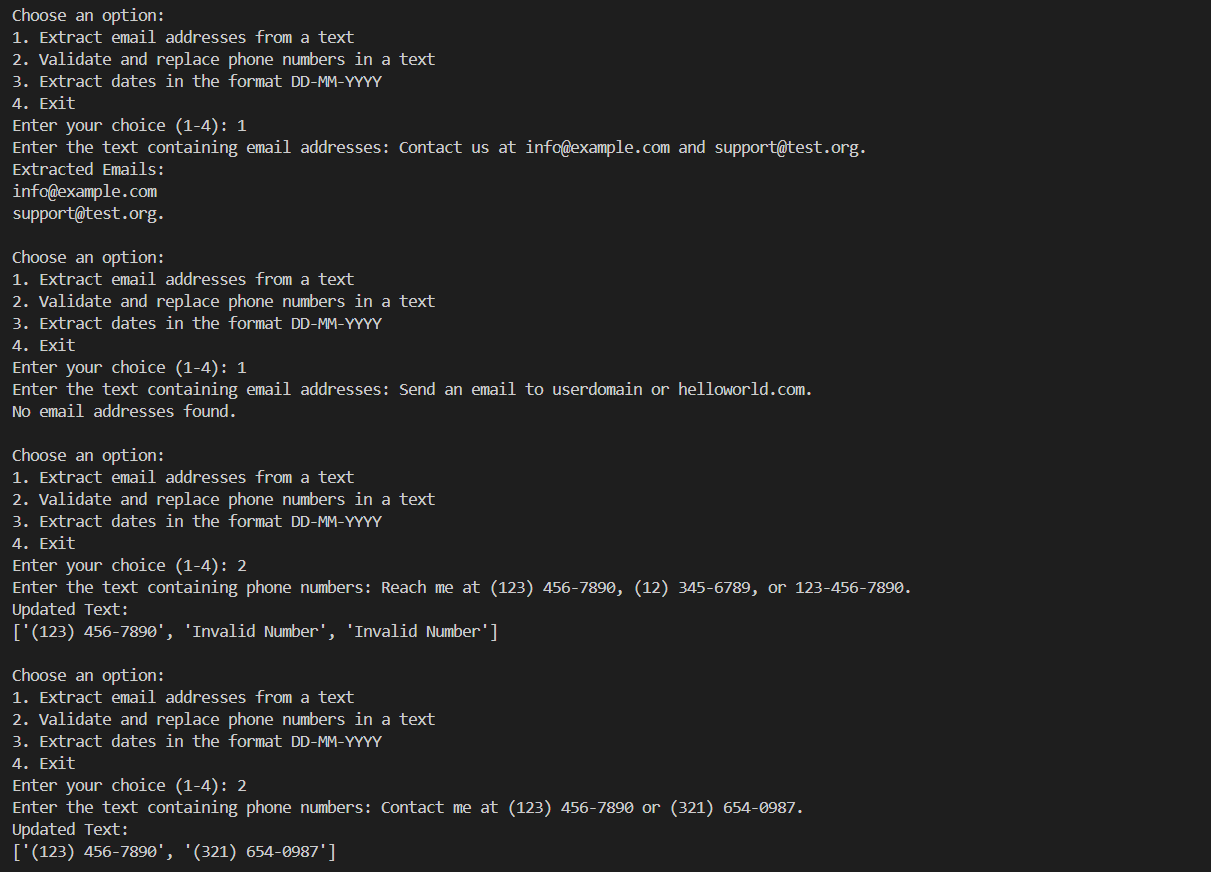 Choose an option:
1. Extract email addresses from a text
2. Validate and replace phone numbers in a text
3. Extract dates in the format DD-MM-YYYY
4. Exit
Enter your choice (1-4): 1
Enter the text containing email addresses: Contact us at info@example.com and support@test.org.
Extracted Emails:
info@example.com
support@test.org.
Choose an option:
1. Extract email addresses from a text
2. Validate and replace phone numbers in a text
3. Extract dates in the format DD-MM-YYYY
4. Exit
Enter your choice (1-4): 1
Enter the text containing email addresses: Send an email to userdomain or helloworld.com.
No email addresses found.
Choose an option:
1. Extract email addresses from a text
2. Validate and replace phone numbers in a text
3. Extract dates in the format DD-MM-YYYY
4. Exit
Enter your choice (1-4): 2
Enter the text containing phone numbers: Reach me at (123) 456-7890, (12) 345-6789, or 123-456-7890.
Updated Text:
['(123) 456-7890', 'Invalid Number', 'Invalid Number']
Choose an option:
1. Extract email addresses from a text
2. Validate and replace phone numbers in a text
3. Extract dates in the format DD-MM-YYYY
4. Exit
Enter your choice (1-4): 2
Enter the text containing phone numbers: Contact me at (123) 456-7890 or (321) 654-0987.
Updated Text:
['(123) 456-7890', '(321) 654-0987']